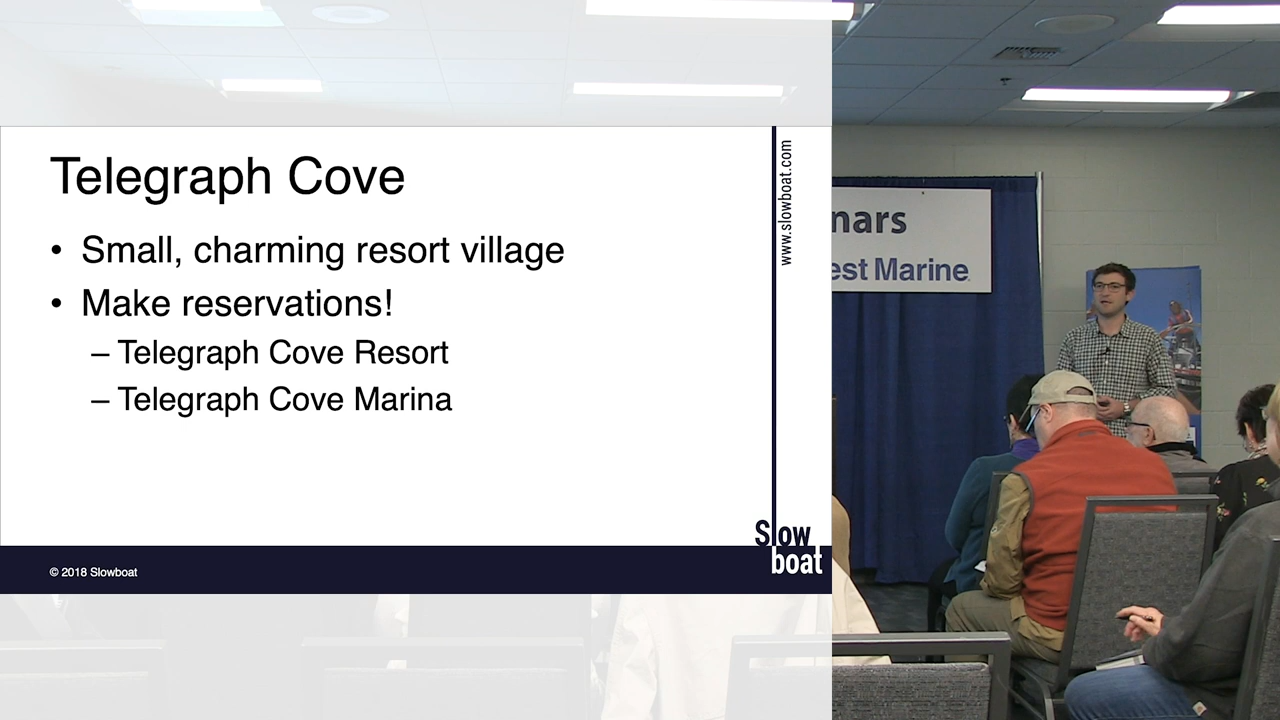 Telegraph Cove
• Small, charming resort village
• Make reservations!
– Telegraph Cove Resort
– Telegraph Cove Marina
www.slowboat.com
Slow
boat
© 2018 Slowboat
nars
est Marine